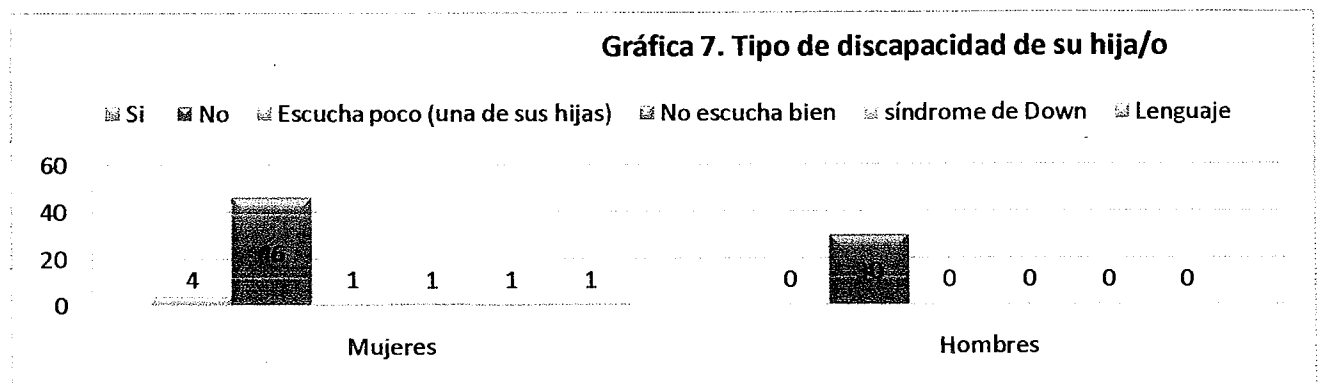 Gráfica 7. Tipo de discapacidad de su hija/o
Si No Escucha poco (una de sus hijas) No escucha bien síndrome de Down Lenguaje
60
40
20
0
4 46 1 1 1 1
0 30 0 0 0 0
Mujeres Hombres